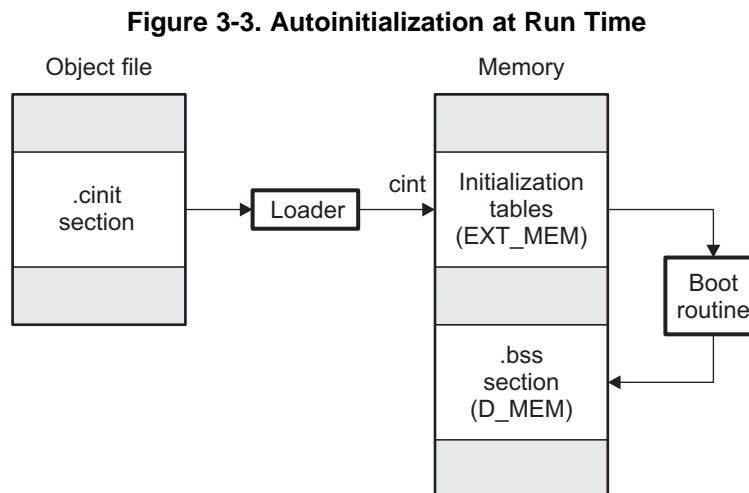 Figure 3-3. Autoinitialization at Run Time
Object file
Memory
.cinit
section
Loader
cint
Initialization
tables
(EXT_MEM)
Boot
routine
.bss
section
(D_MEM)